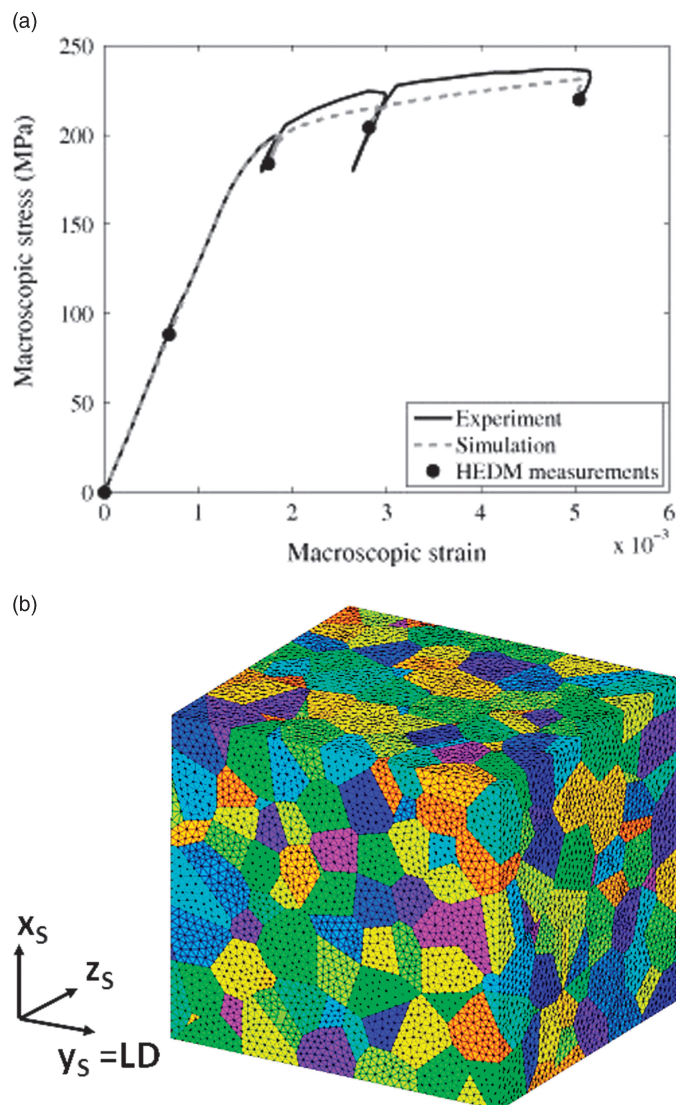 (a)
250
200
150
100
50
0
Macroscopic stress (MPa)
Experiment
Simulation
HEDM measurements
0 1 2 3 4 5 6
Macroscopic strain
x 10⁻³
(b)
xS
zS
yS =LD